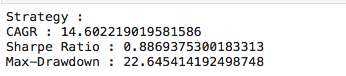 Strategy :
CAGR : 14.602219019581586
Sharpe Ratio : 0.8869375300183313
Max-Drawdown : 22.645414192498748